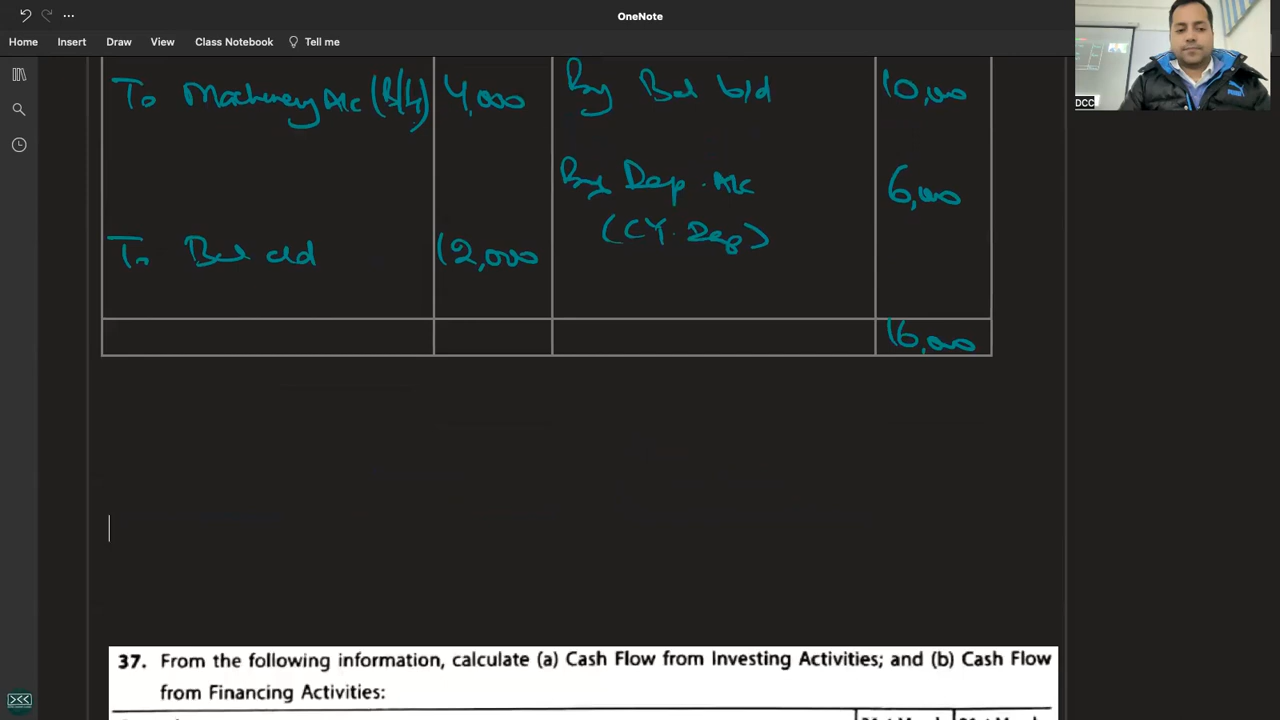 OneNote
Home Insert Draw View Class Notebook Tell me
DCC
To Machinery A/c (B/f) 4,000 By Bal b/d 10,000
By Dep. A/c 6,000
(CY. Dep)
To Bal c/d 12,000
16,000
37. From the following information, calculate (a) Cash Flow from Investing Activities; and (b) Cash Flow
from Financing Activities: